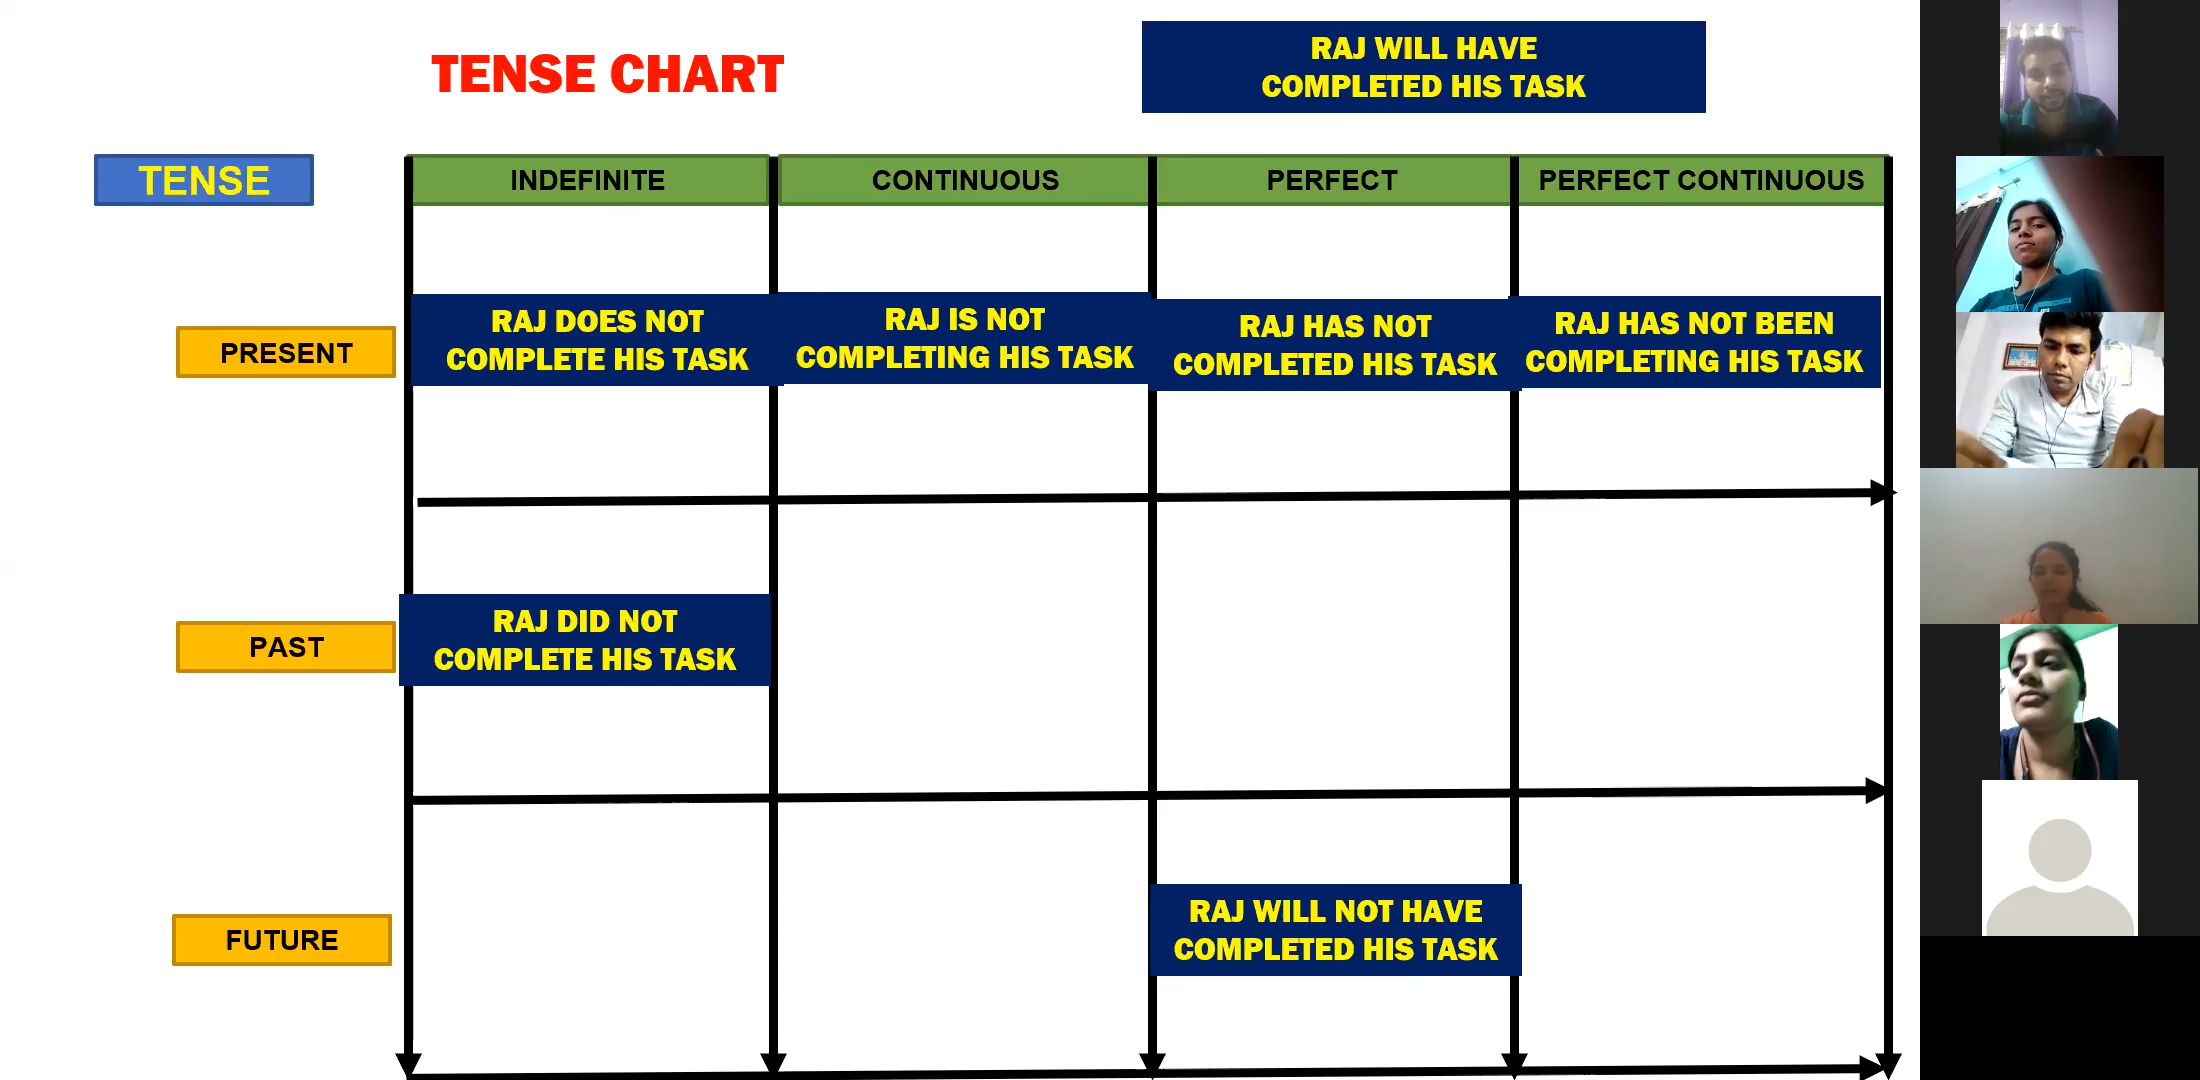 TENSE CHART
RAJ WILL HAVE
COMPLETED HIS TASK
TENSE
INDEFINITE
CONTINUOUS
PERFECT
PERFECT CONTINUOUS
PRESENT
RAJ DOES NOT
COMPLETE HIS TASK
RAJ IS NOT
COMPLETING HIS TASK
RAJ HAS NOT
COMPLETED HIS TASK
RAJ HAS NOT BEEN
COMPLETING HIS TASK
PAST
RAJ DID NOT
COMPLETE HIS TASK
FUTURE
RAJ WILL NOT HAVE
COMPLETED HIS TASK